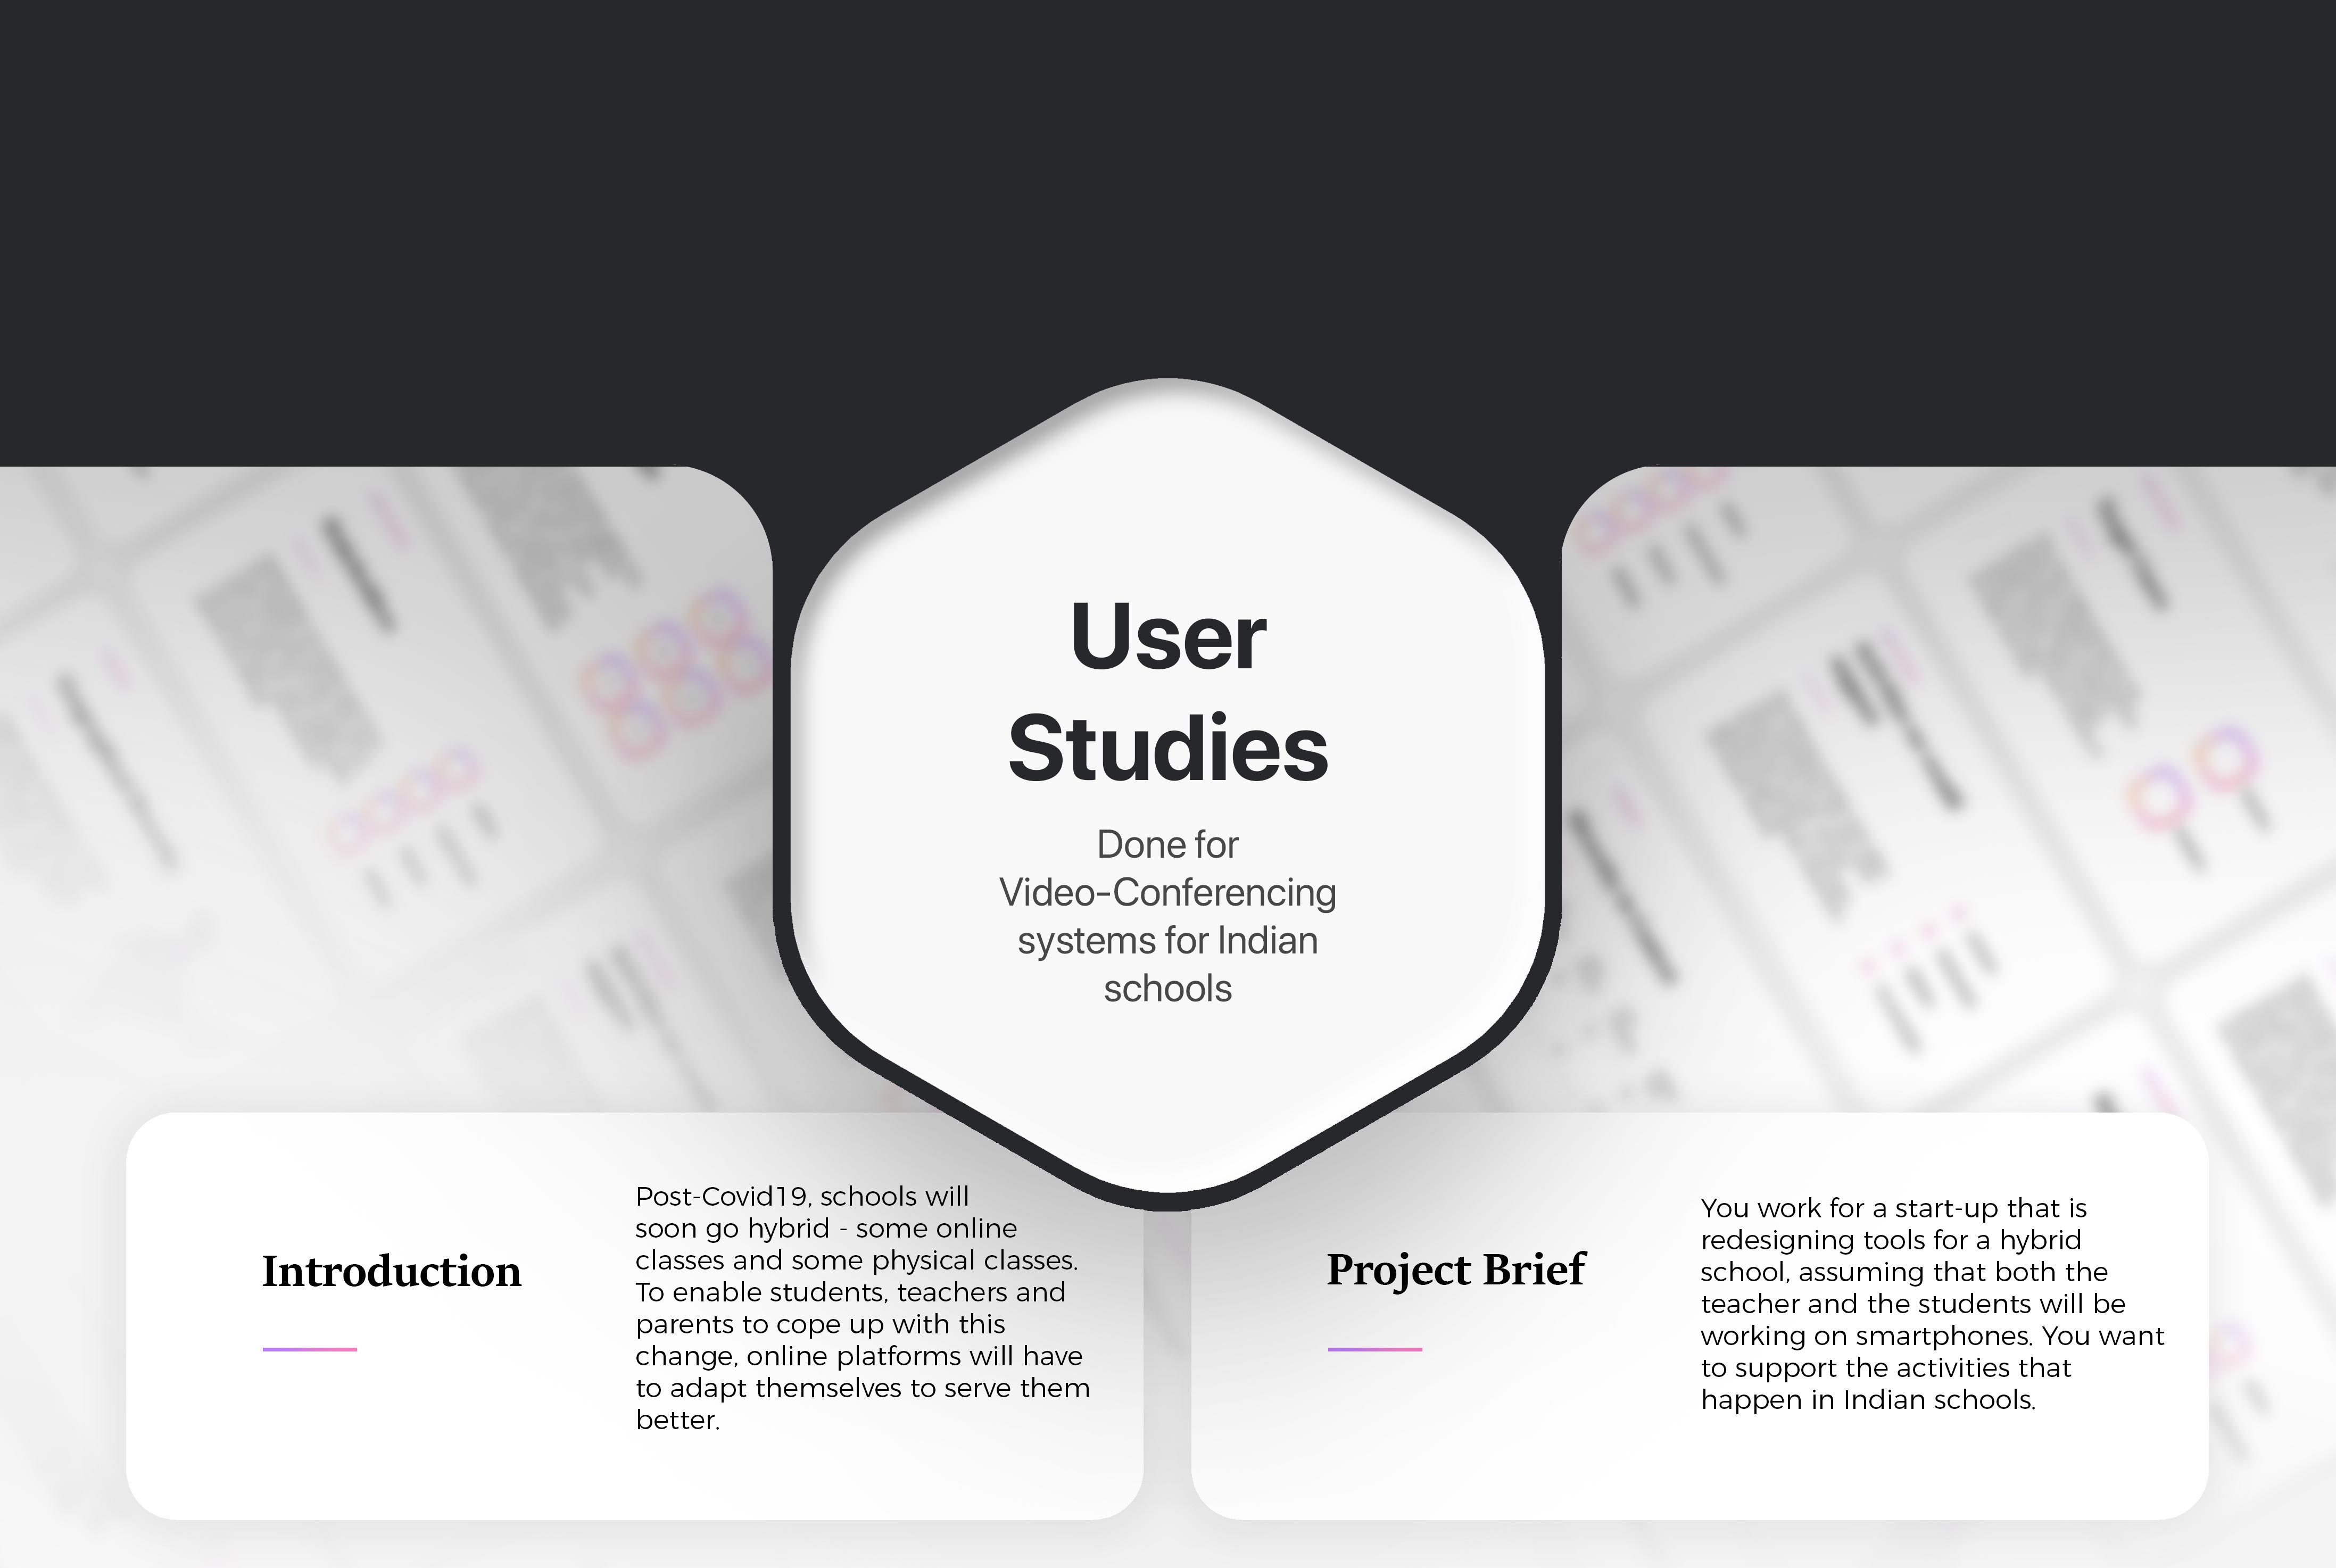 User
Studies
Done for
Video-Conferencing
systems for Indian
schools
Introduction
Post-Covid19, schools will
soon go hybrid - some online
classes and some physical classes.
To enable students, teachers and
parents to cope up with this
change, online platforms will have
to adapt themselves to serve them
better.
Project Brief
You work for a start-up that is
redesigning tools for a hybrid
school, assuming that both the
teacher and the students will be
working on smartphones. You want
to support the activities that
happen in Indian schools.